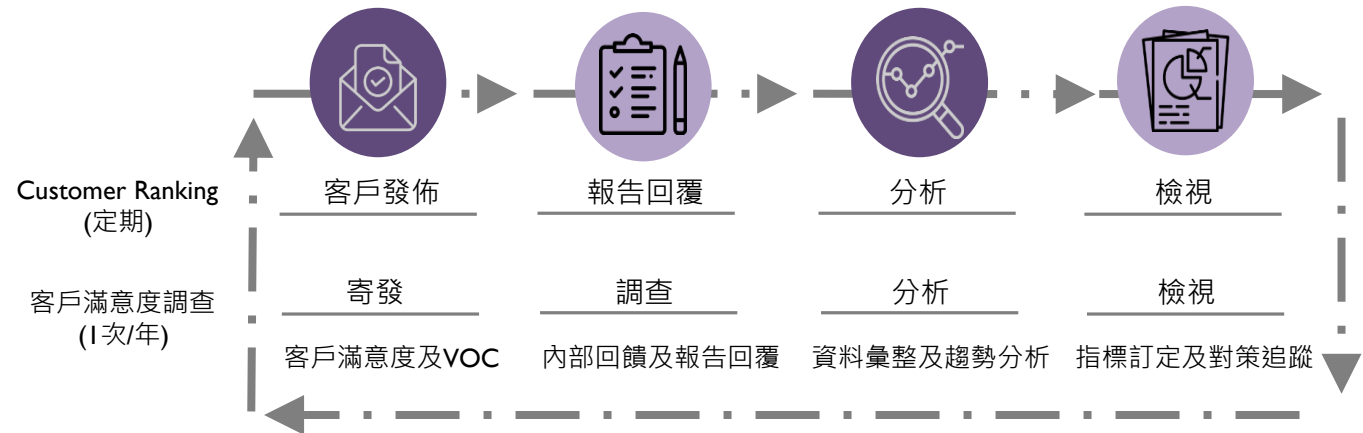 Customer Ranking
(定期)
客戶發佈
報告回覆
分析
檢視
客戶滿意度調查
(1次/年)
寄發
調查
分析
檢視
客戶滿意度及VOC
內部回饋及報告回覆
資料彙整及趨勢分析
指標訂定及對策追蹤